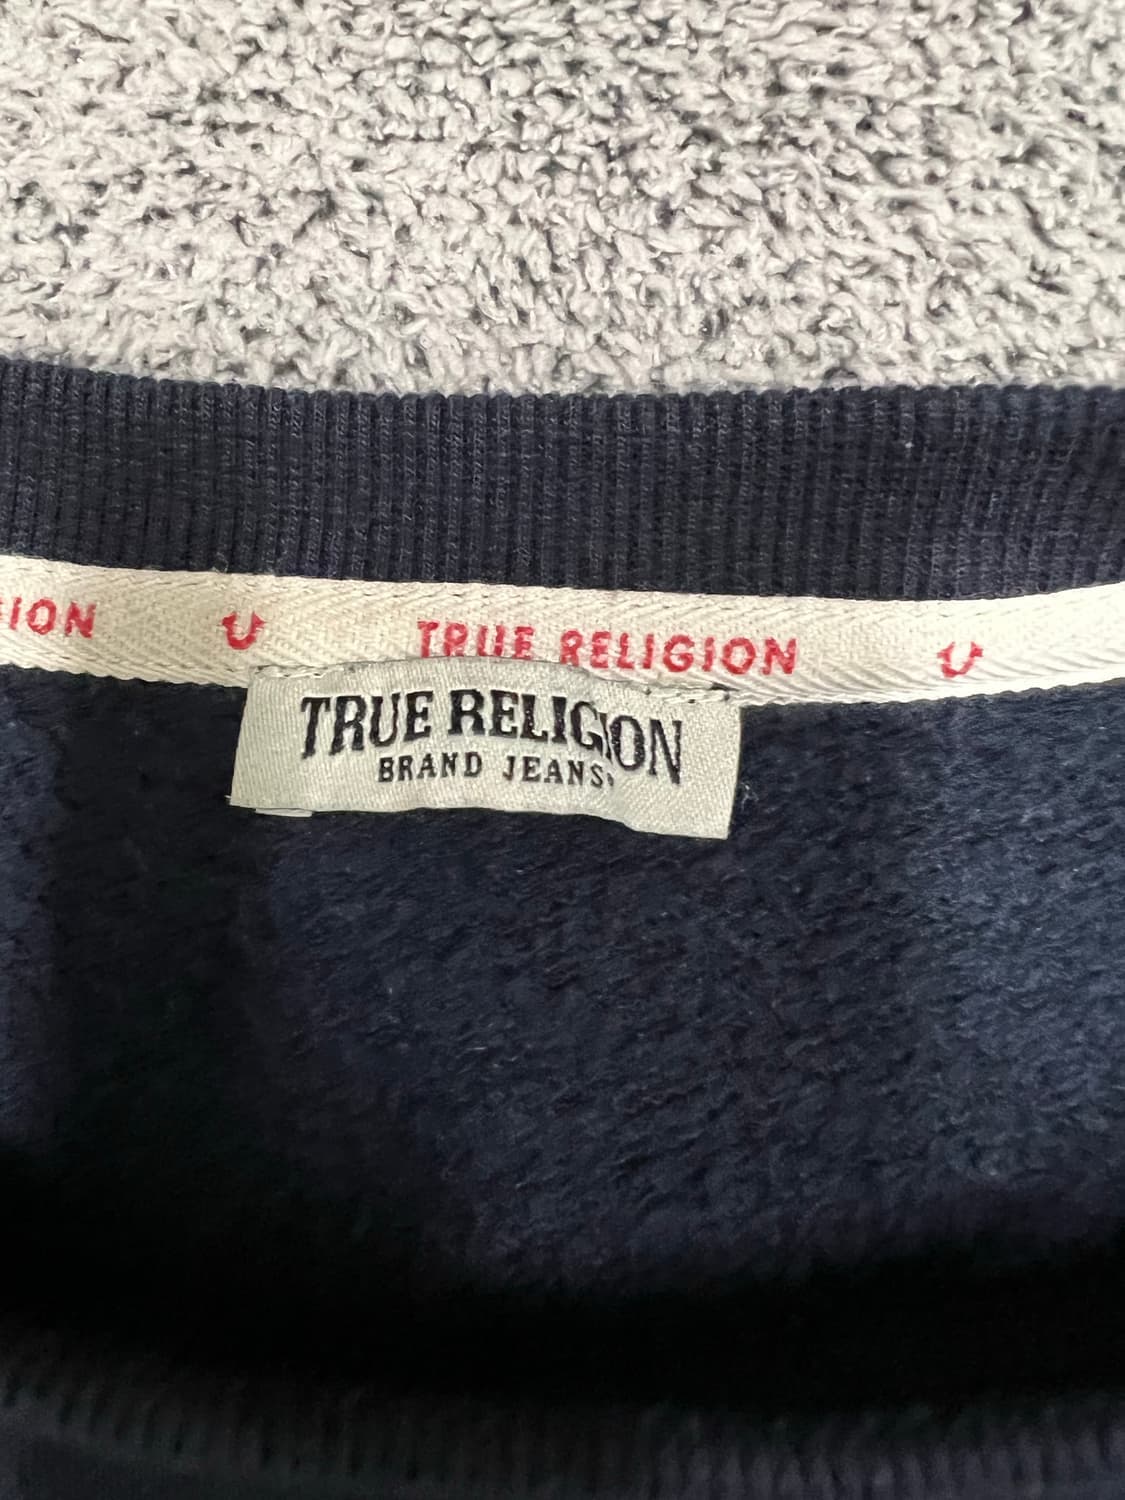 ION TRUE RELIGION
TRUE RELIGION
BRAND JEANS